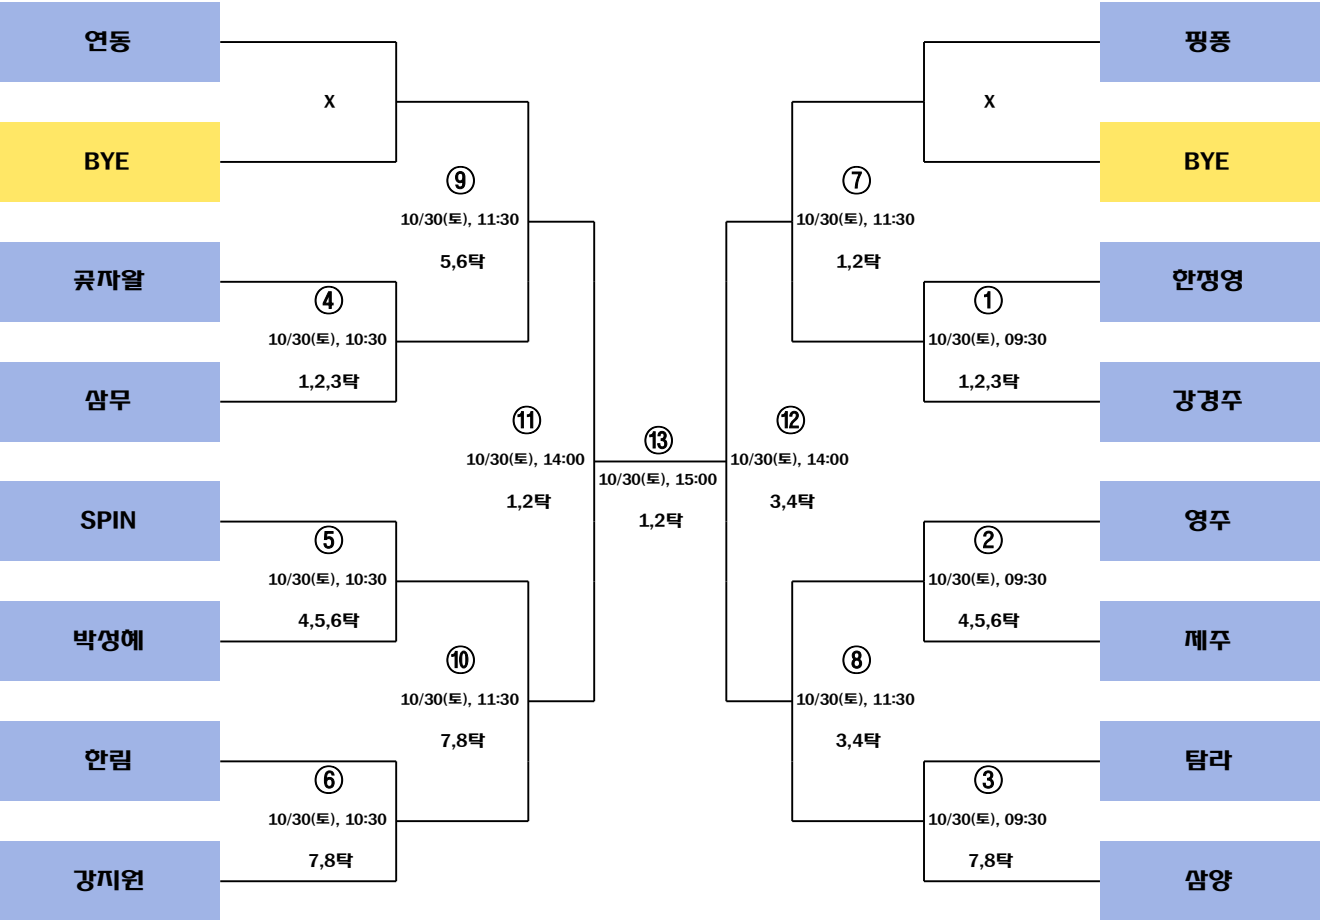 연동
X
BYE
⑨
10/30(토), 11:30
5,6탁
곶자왈
④
10/30(토), 10:30
1,2,3탁
삼무
⑪
10/30(토), 14:00
1,2탁
SPIN
⑤
10/30(토), 10:30
4,5,6탁
박성혜
⑩
10/30(토), 11:30
7,8탁
한림
⑥
10/30(토), 10:30
7,8탁
강지원
⑬
10/30(토), 15:00
1,2탁
핑퐁
X
BYE
⑦
10/30(토), 11:30
1,2탁
한정영
①
10/30(토), 09:30
1,2,3탁
강경주
⑫
10/30(토), 14:00
3,4탁
영주
②
10/30(토), 09:30
4,5,6탁
제주
⑧
10/30(토), 11:30
3,4탁
탐라
③
10/30(토), 09:30
7,8탁
삼양